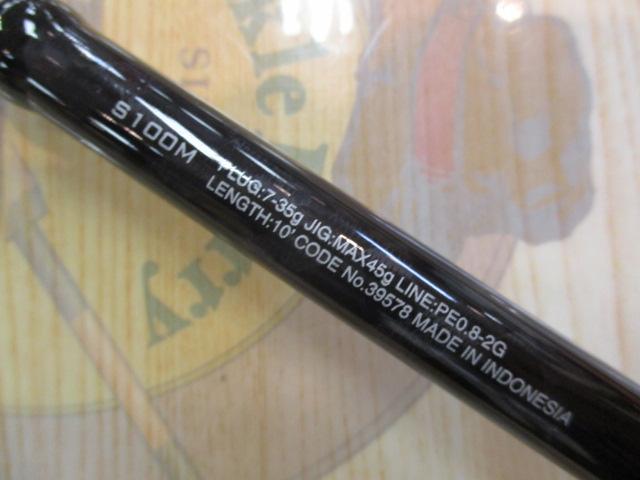 S100M
PLUG:7-35g JIG:MAX45g LINE:PE0.8-2G
LENGTH:10' CODE No.39578 MADE IN INDONESIA